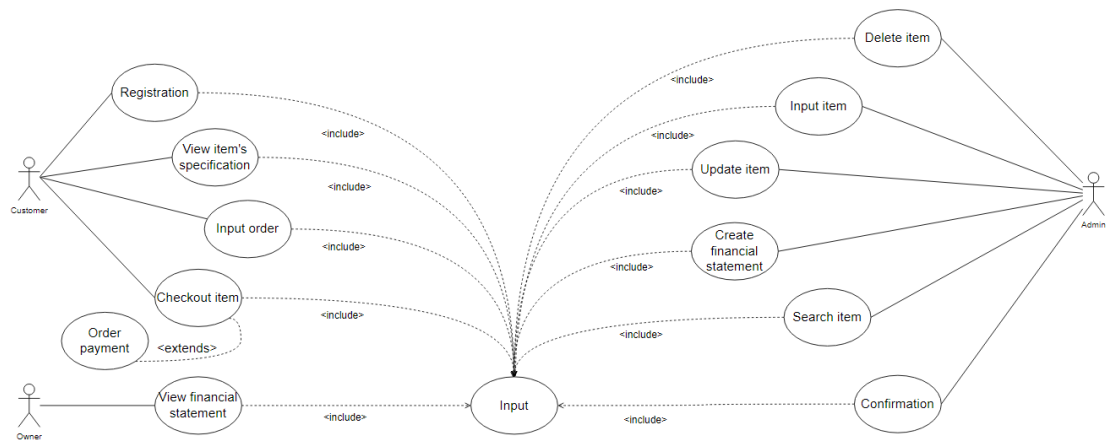 Delete item
<include>
Registration
<include>
Input item
<include>
View item's
specification
<include>
Update item
<include>
Customer
Admin
Input order
<include>
Create
financial
statement
<include>
Checkout item
<include>
Search item
<include>
Order
payment
<extends>
View financial
statement
<include>
Input
<include>
Confirmation
Owner